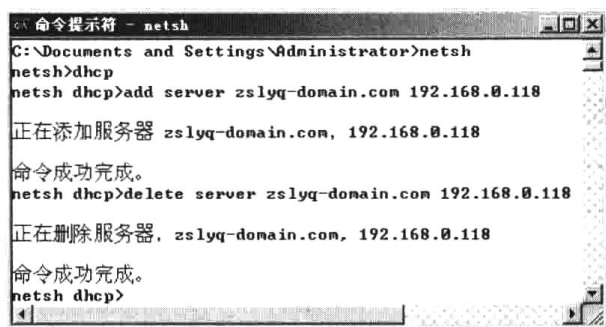 命令提示符 - netsh
C:\Documents and Settings\Administrator>netsh
netsh>dhcp
netsh dhcp>add server zslyq-domain.com 192.168.0.118
正在添加服务器 zslyq-domain.com, 192.168.0.118
命令成功完成。
netsh dhcp>delete server zslyq-domain.com 192.168.0.118
正在删除服务器, zslyq-domain.com, 192.168.0.118
命令成功完成。
netsh dhcp>